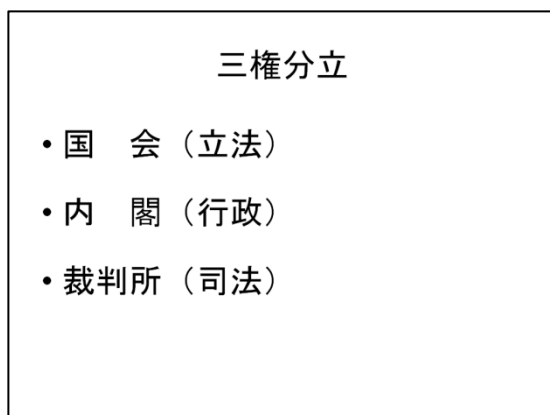 三権分立
・国　会（立法）
・内　閣（行政）
・裁判所（司法）